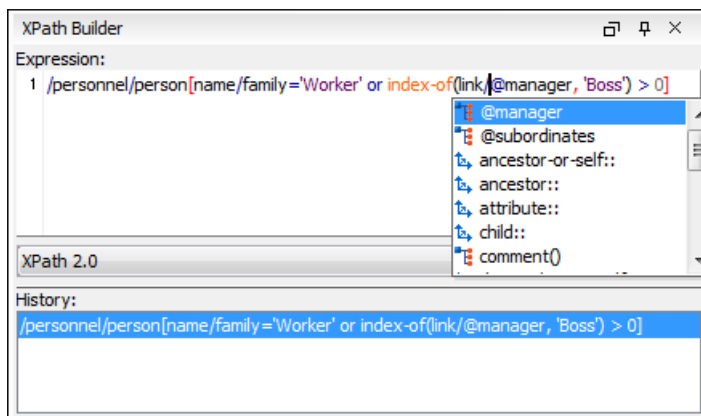 XPath Builder
Expression:
1 /personnel/person[name/family='Worker' or index-of(link/@manager, 'Boss') > 0]
@manager
@subordinates
ancestor-or-self::
ancestor::
attribute::
child::
comment()
XPath 2.0
History:
/personnel/person[name/family='Worker' or index-of(link/@manager, 'Boss') > 0]